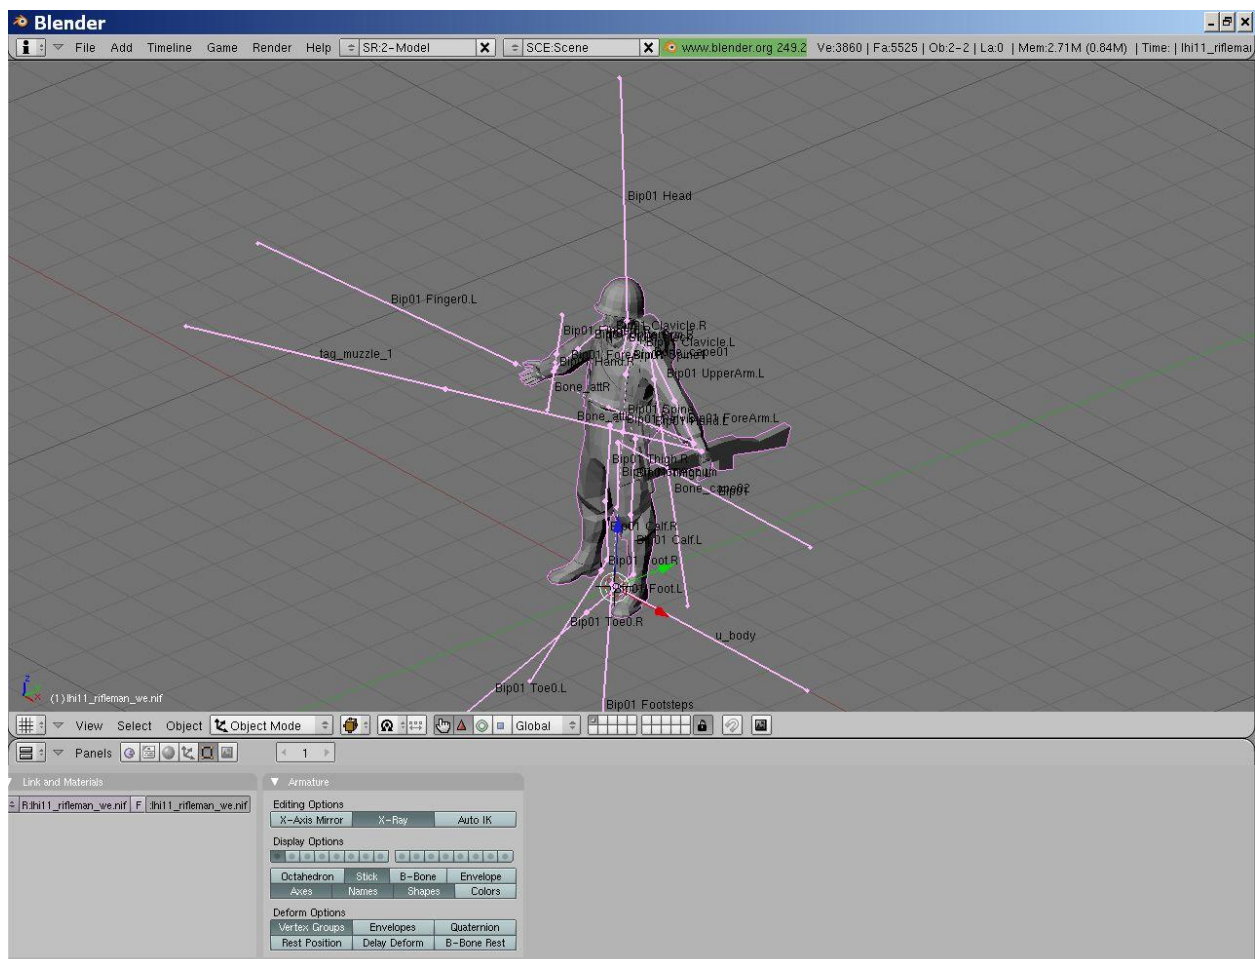 Blender
File Add Timeline Game Render Help SR:2-Model SCE:Scene www.blender.org 249.2 Ve:3860 | Fa:5525 | Ob:2-2 | La:0 | Mem:2.71M (0.84M) | Time: | lhi11_riflema
Bip01 Head
Bip01 Finger0.L
Clavicle.R
Clavicle.L
tag_muzzle_1
Bip01 Hand.R
Bip01 UpperArm.L
Bone_attR
Bip01 Spine
ForeArm.L
Bip01 Thigh.R
Bone_cape02
Bip01 Calf.R
Bip01 Calf.L
Bip01 Foot.R
Bip01 Foot.L
Bip01 Toe0.R
u_body
Bip01 Toe0.L
z
x
(1) lhi11_rifleman_we.nif
Bip01 Footsteps
View Select Object Object Mode Global
Panels 1
Link and Materials Armature
R:lhi11_rifleman_we.nif F :lhi11_rifleman_we.nif
Editing Options
X-Axis Mirror X-Ray Auto IK
Display Options
Octahedron Stick B-Bone Envelope
Axes Names Shapes Colors
Deform Options
Vertex Groups Envelopes Quaternion
Rest Position Delay Deform B-Bone Rest